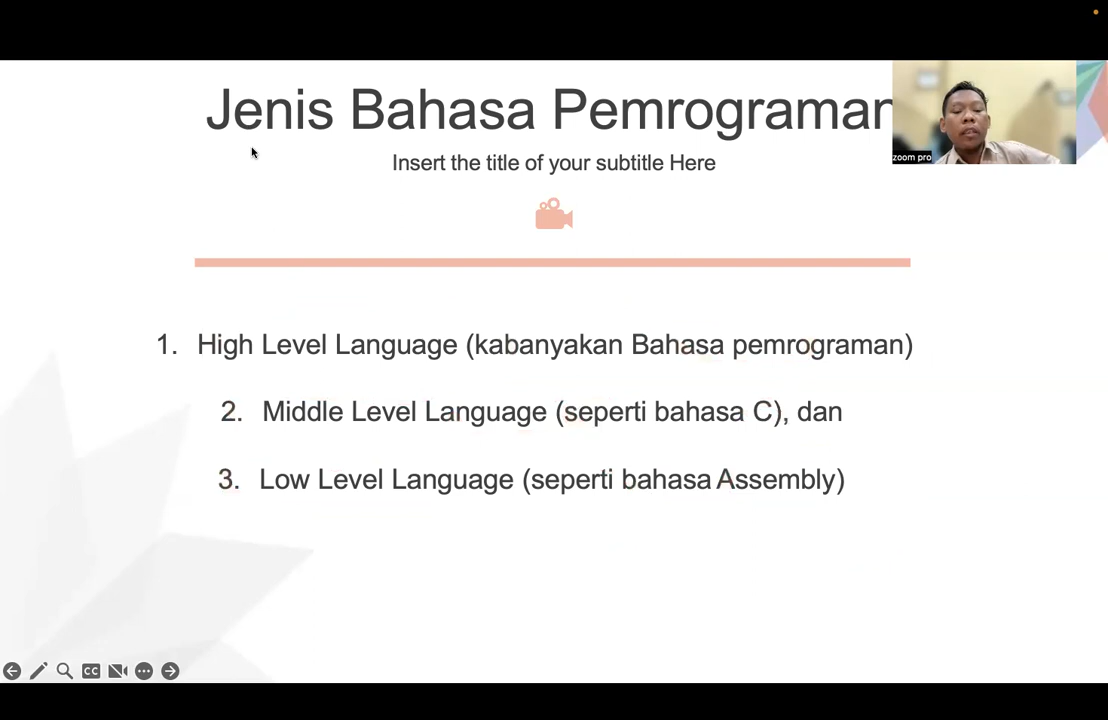 Jenis Bahasa Pemrograman
Insert the title of your subtitle Here
zoom pro
1. High Level Language (kabanyakan Bahasa pemrograman)
2. Middle Level Language (seperti bahasa C), dan
3. Low Level Language (seperti bahasa Assembly)
CC